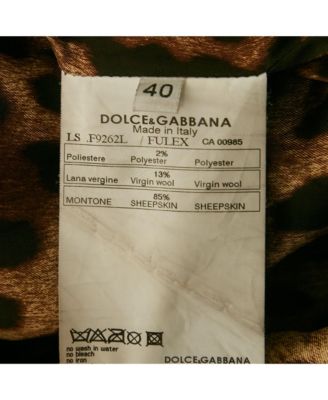 40
DOLCE&GABBANA
Made in Italy
LS .F9262L / FULEX CA 00985
2%
Poliestere Polyester Polyester
13%
Lana vergine Virgin wool Virgin wool
85%
MONTONE SHEEPSKIN SHEEPSKIN
no wash in water
no bleach
no iron
DOLCE&GABBANA